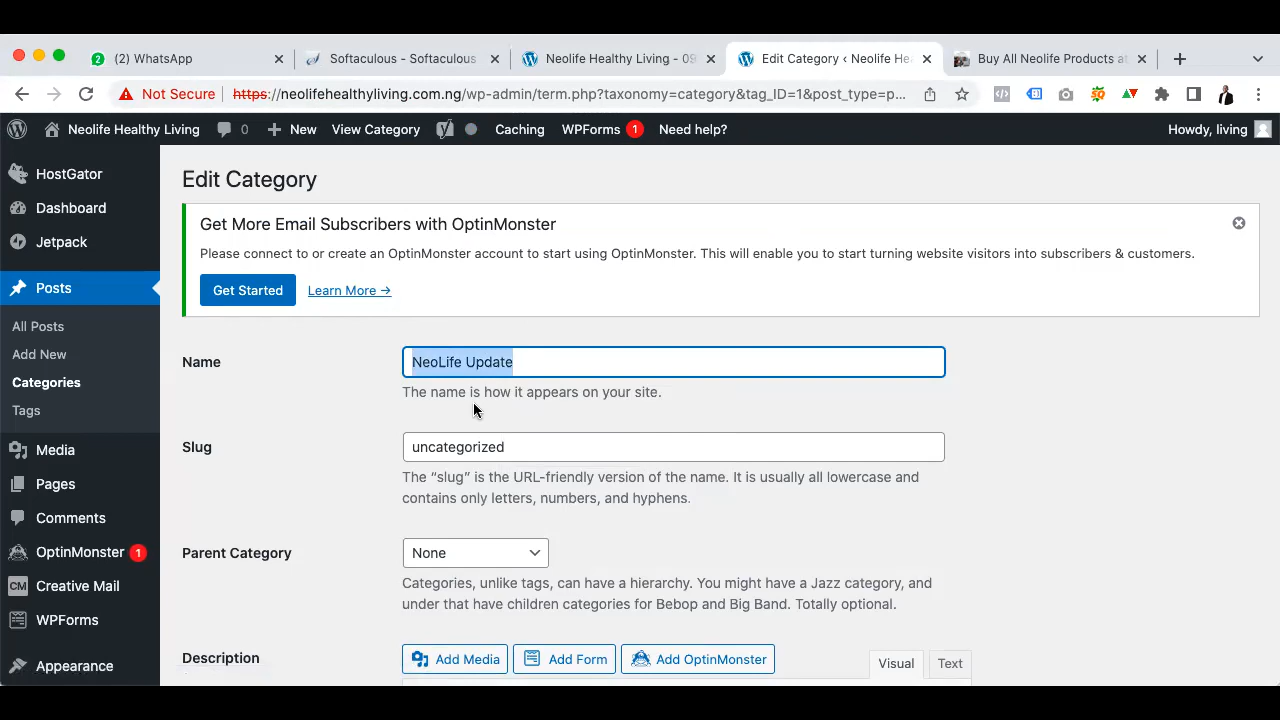 2
(2) WhatsApp
Softaculous - Softaculous
Neolife Healthy Living - 09
Edit Category ‹ Neolife He
Buy All Neolife Products at
Not Secure
https://neolifehealthyliving.com.ng/wp-admin/term.php?taxonomy=category&tag_ID=1&post_type=p...
Neolife Healthy Living
0
New
View Category
Caching
WPForms 1
Need help?
Howdy, living
HostGator
Dashboard
Jetpack
Posts
All Posts
Add New
Categories
Tags
Media
Pages
Comments
OptinMonster 1
CM Creative Mail
WPForms
Appearance
Edit Category
Get More Email Subscribers with OptinMonster
Please connect to or create an OptinMonster account to start using OptinMonster. This will enable you to start turning website visitors into subscribers & customers.
Get Started
Learn More →
Name
NeoLife Update
The name is how it appears on your site.
Slug
uncategorized
The “slug” is the URL-friendly version of the name. It is usually all lowercase and
contains only letters, numbers, and hyphens.
Parent Category
None
Categories, unlike tags, can have a hierarchy. You might have a Jazz category, and
under that have children categories for Bebop and Big Band. Totally optional.
Description
Add Media
Add Form
Add OptinMonster
Visual
Text